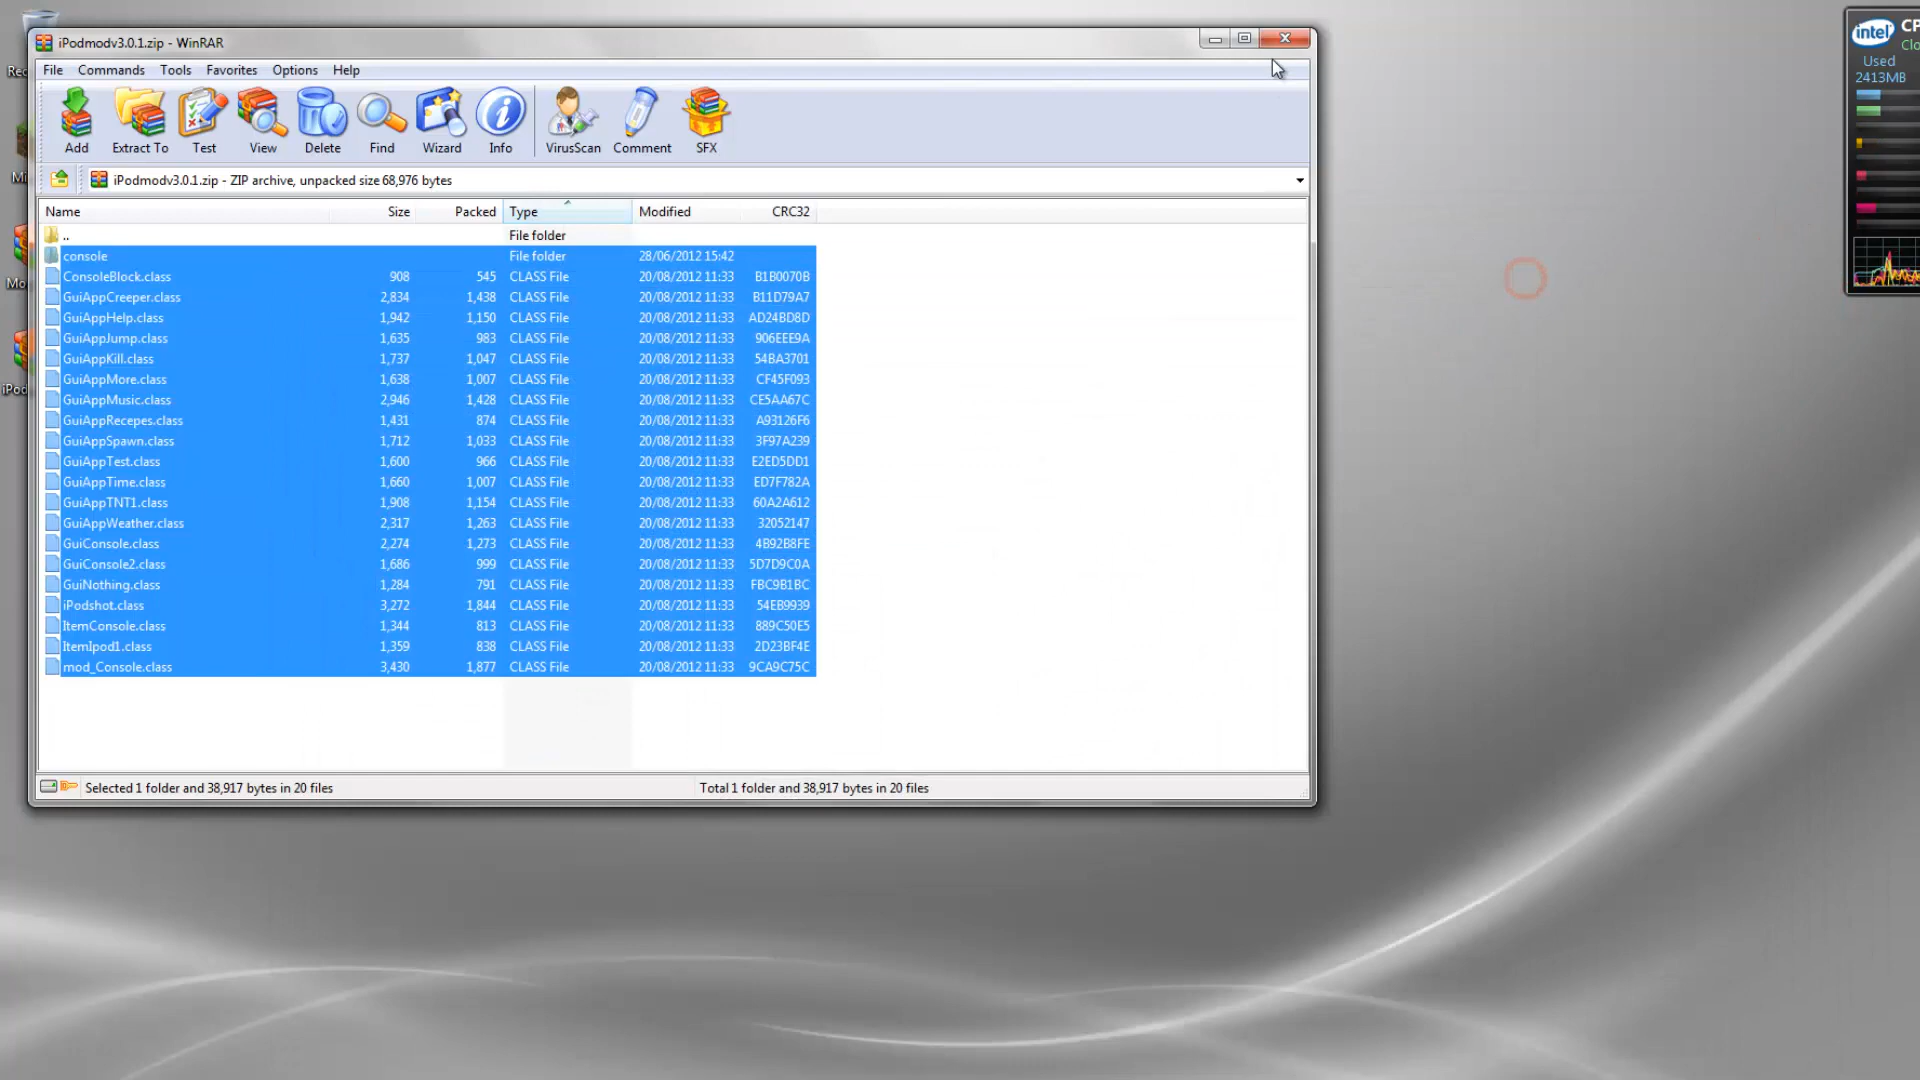 iPodmodv3.0.1.zip - WinRAR
File Commands Tools Favorites Options Help
Add Extract To Test View Delete Find Wizard Info VirusScan Comment SFX
iPodmodv3.0.1.zip - ZIP archive, unpacked size 68,976 bytes
Name Size Packed Type Modified CRC32
.. File folder
console File folder 28/06/2012 15:42
ConsoleBlock.class 908 545 CLASS File 20/08/2012 11:33 B1B0070B
GuiAppCreeper.class 2,834 1,438 CLASS File 20/08/2012 11:33 B11D79A7
GuiAppHelp.class 1,942 1,150 CLASS File 20/08/2012 11:33 AD24BD8D
GuiAppJump.class 1,635 983 CLASS File 20/08/2012 11:33 906EEE9A
GuiAppKill.class 1,737 1,047 CLASS File 20/08/2012 11:33 54BA3701
GuiAppMore.class 1,638 1,007 CLASS File 20/08/2012 11:33 CF45F093
GuiAppMusic.class 2,946 1,428 CLASS File 20/08/2012 11:33 CE5AA67C
GuiAppRecepes.class 1,431 874 CLASS File 20/08/2012 11:33 A93126F6
GuiAppSpawn.class 1,712 1,033 CLASS File 20/08/2012 11:33 3F97A239
GuiAppTest.class 1,600 966 CLASS File 20/08/2012 11:33 E2ED5DD1
GuiAppTime.class 1,660 1,007 CLASS File 20/08/2012 11:33 ED7F782A
GuiAppTNT1.class 1,908 1,154 CLASS File 20/08/2012 11:33 60A2A612
GuiAppWeather.class 2,317 1,263 CLASS File 20/08/2012 11:33 32052147
GuiConsole.class 2,274 1,273 CLASS File 20/08/2012 11:33 4B92B8FE
GuiConsole2.class 1,686 999 CLASS File 20/08/2012 11:33 5D7D9C0A
GuiNothing.class 1,284 791 CLASS File 20/08/2012 11:33 FBC9B1BC
iPodshot.class 3,272 1,844 CLASS File 20/08/2012 11:33 54EB9939
ItemConsole.class 1,344 813 CLASS File 20/08/2012 11:33 889C50E5
ItemIpod1.class 1,359 838 CLASS File 20/08/2012 11:33 2D23BF4E
mod_Console.class 3,430 1,877 CLASS File 20/08/2012 11:33 9CA9C75C
Selected 1 folder and 38,917 bytes in 20 files Total 1 folder and 38,917 bytes in 20 files
Rec
Mi
Mo
iPod
intel CP
Clo
Used
2413MB